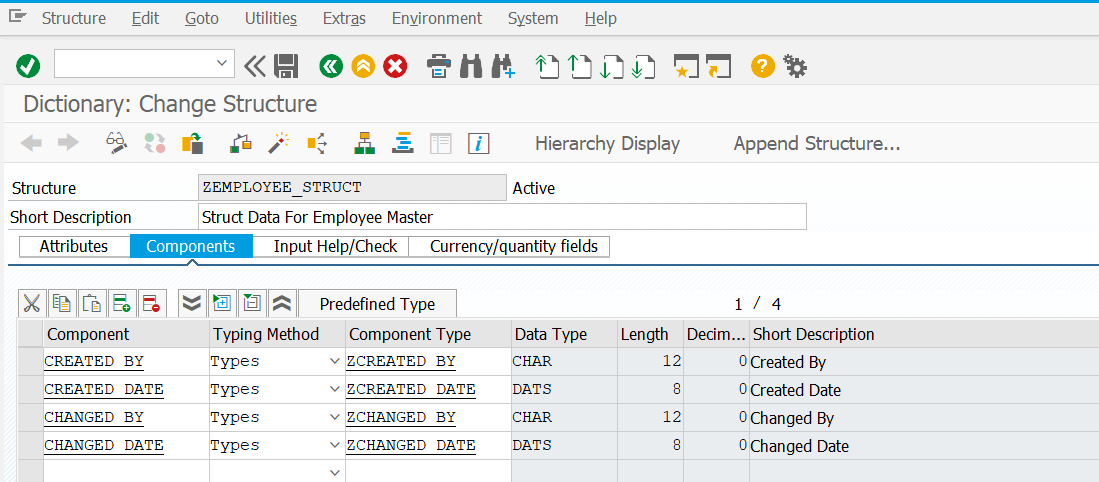 Structure Edit Goto Utilities Extras Environment System Help
Dictionary: Change Structure
Hierarchy Display Append Structure...
Structure ZEMPLOYEE_STRUCT Active
Short Description Struct Data For Employee Master
Attributes Components Input Help/Check Currency/quantity fields
Predefined Type 1 / 4
Component Typing Method Component Type Data Type Length Decim... Short Description
CREATED_BY Types ZCREATED_BY CHAR 12 0 Created By
CREATED_DATE Types ZCREATED_DATE DATS 8 0 Created Date
CHANGED_BY Types ZCHANGED_BY CHAR 12 0 Changed By
CHANGED_DATE Types ZCHANGED_DATE DATS 8 0 Changed Date